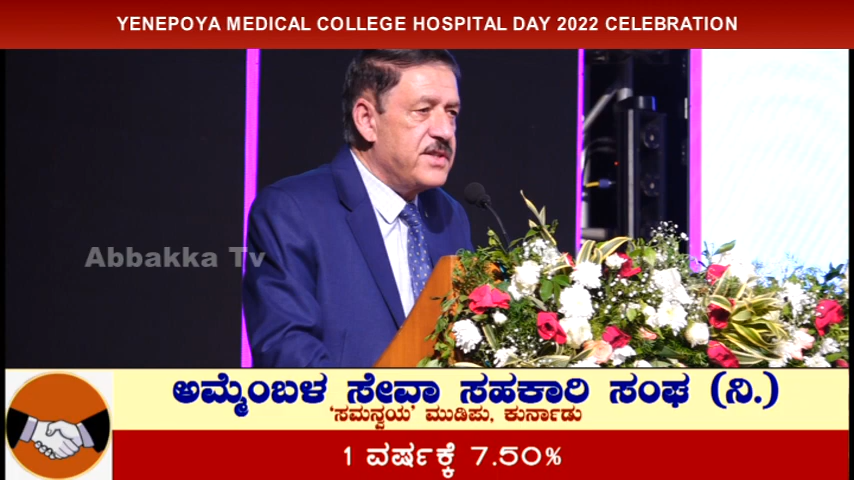 YENEPOYA MEDICAL COLLEGE HOSPITAL DAY 2022 CELEBRATION
Abbakka Tv
ಅಮ್ಮೆಂಬಳ ಸೇವಾ ಸಹಕಾರಿ ಸಂಘ (ನಿ.)
'ಸಮನ್ವಯ' ಮುಡಿಪು, ಕುರ್ನಾಡು
1 ವರ್ಷಕ್ಕೆ 7.50%